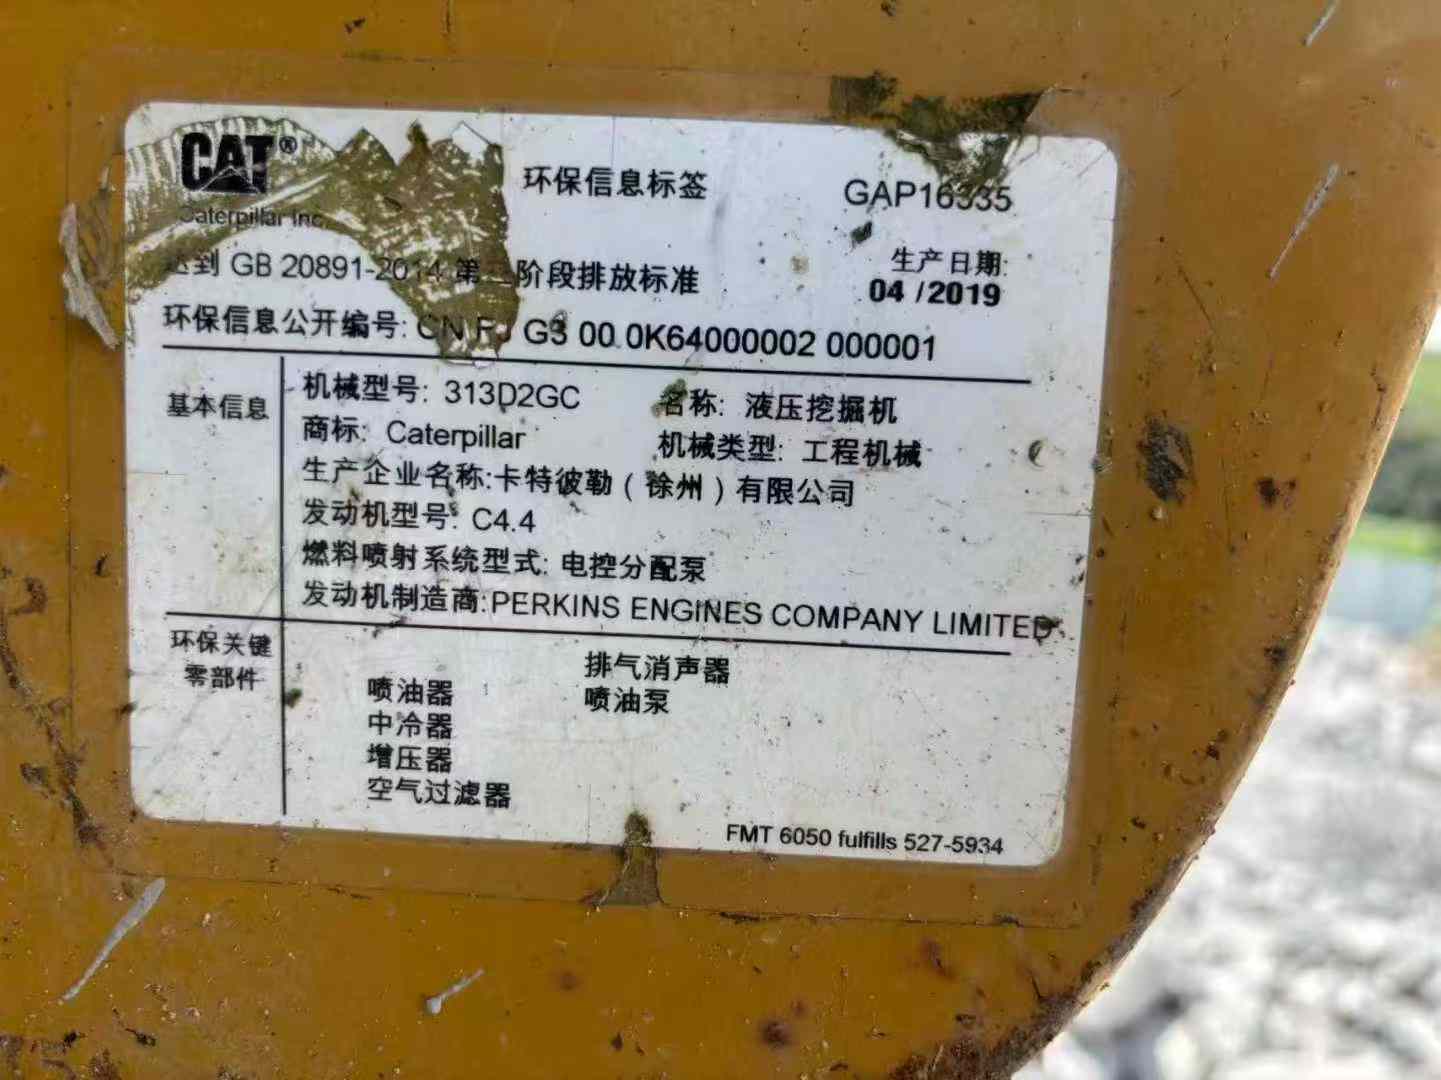 CAT®
Caterpillar Inc.
环保信息标签
GAP16335
达到 GB 20891-2014 第三阶段排放标准
生产日期:
04 /2019
环保信息公开编号: CN FJ G3 00 0K64000002 000001
基本信息
机械型号: 313D2GC 名称: 液压挖掘机
商标: Caterpillar 机械类型: 工程机械
生产企业名称:卡特彼勒(徐州)有限公司
发动机型号: C4.4
燃料喷射系统型式: 电控分配泵
发动机制造商:PERKINS ENGINES COMPANY LIMITED
环保关键
零部件
排气消声器
喷油器 喷油泵
中冷器
增压器
空气过滤器
FMT 6050 fulfills 527-5934